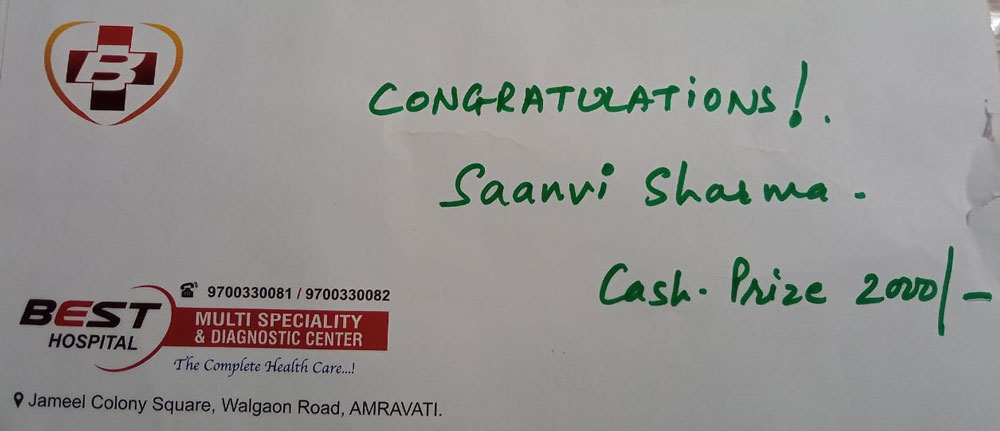 B
CONGRATULATIONS!.
Saanvi Sharma.
Cash. Prize 2000/-
9700330081 / 9700330082
BEST
HOSPITAL
MULTI SPECIALITY
& DIAGNOSTIC CENTER
The Complete Health Care...!
Jameel Colony Square, Walgaon Road, AMRAVATI.